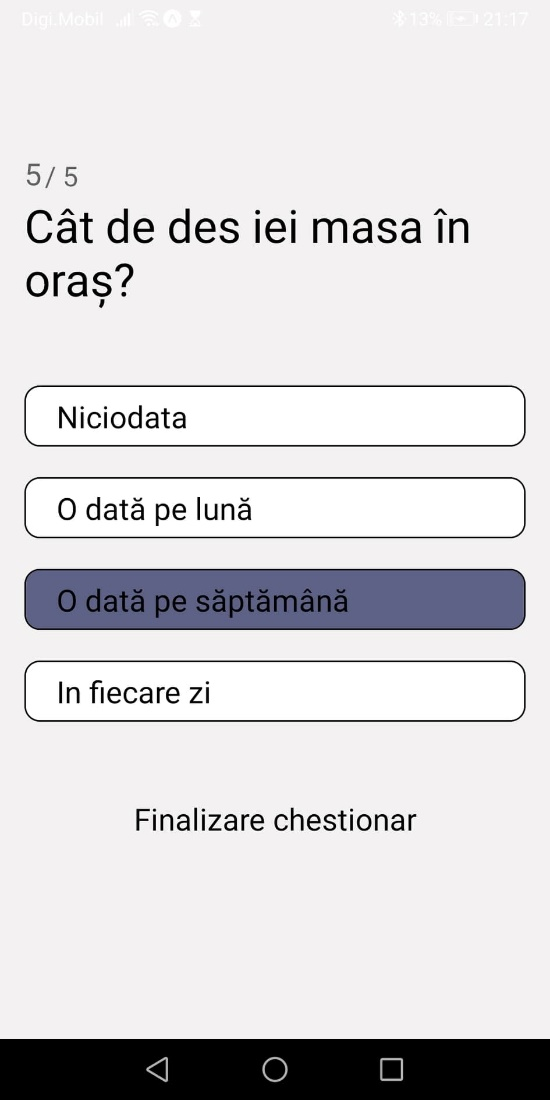 Digi.Mobil 13% 21:17
5/ 5
Cât de des iei masa în
oraș?
Niciodata
O dată pe lună
O dată pe săptămână
In fiecare zi
Finalizare chestionar